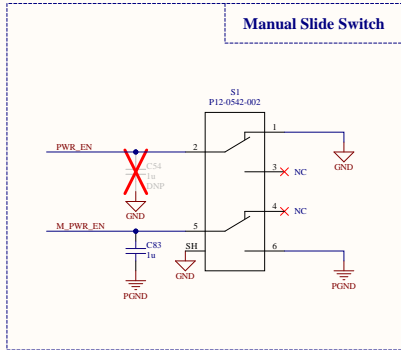 Manual Slide Switch
S1
P12-0542-002
PWR_EN
2
1
C54
1u
DNP
GND
GND
3
NC
4
NC
M_PWR_EN
5
C83
1u
SH
6
GND
PGND
PGND